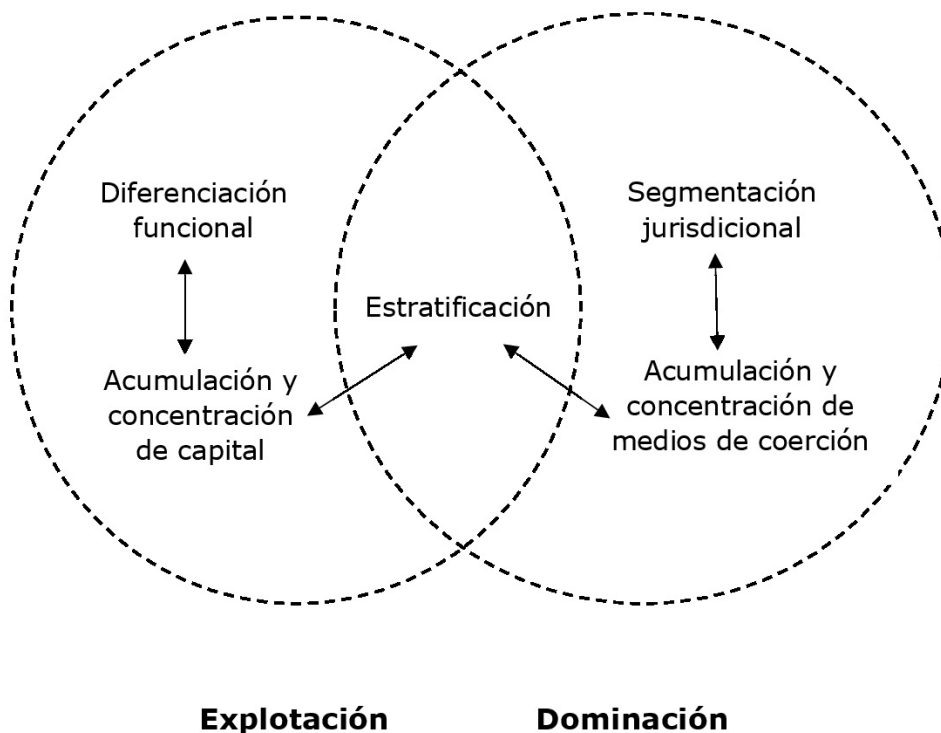 Diferenciación
funcional
Acumulación y
concentración
de capital
Estratificación
Segmentación
jurisdicional
Acumulación y
concentración de
medios de coerción
Explotación
Dominación